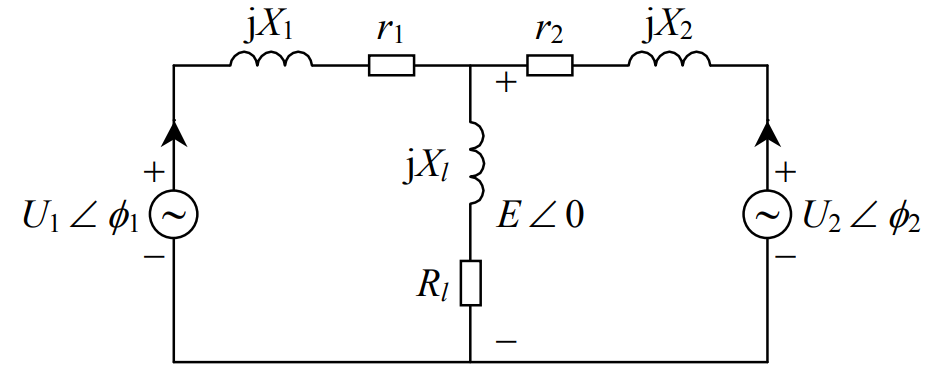 jX₁ r₁ r₂ jX₂
+
jXₗ
+ +
U₁ ∠ ϕ₁ ~ E ∠ 0 ~ U₂ ∠ ϕ₂
− −
Rₗ
−